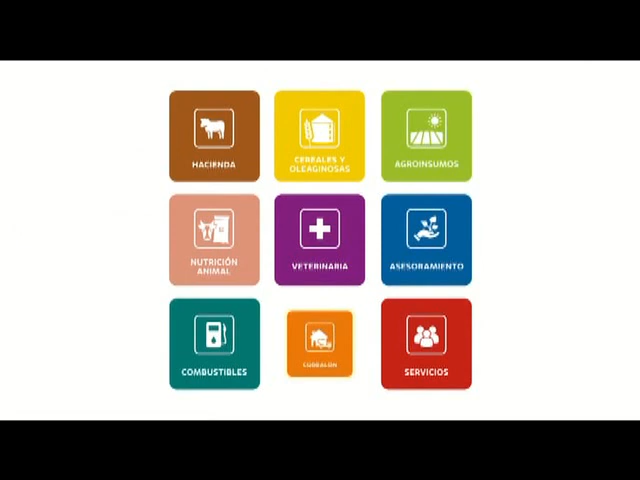 HACIENDA
CEREALES Y
OLEAGINOSAS
AGROINSUMOS
NUTRICIÓN
ANIMAL
VETERINARIA
ASESORAMIENTO
COMBUSTIBLES
SERVICIOS